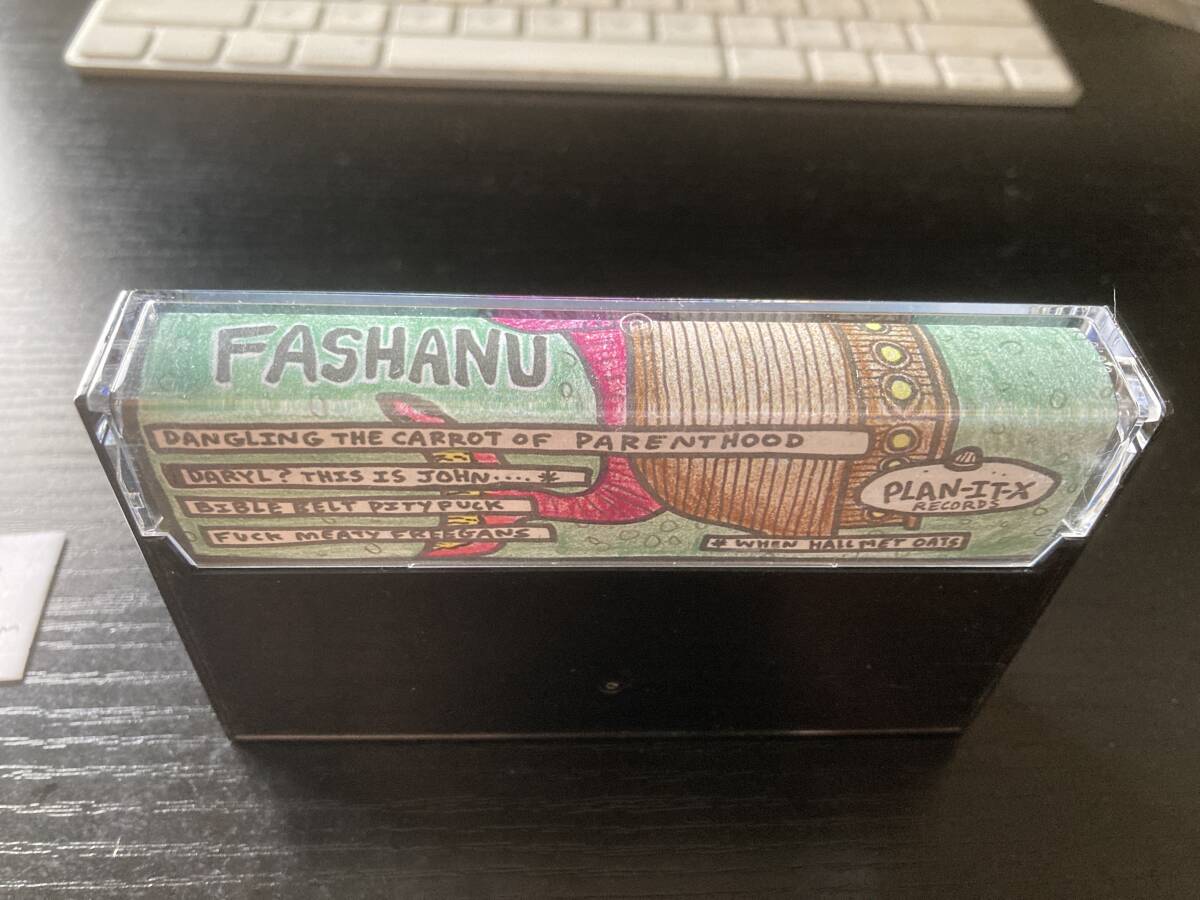 FASHANU
DANGLING THE CARROT OF PARENTHOOD
DARYL? THIS IS JOHN.... *
BIBLE BELT PITY FUCK
FUCK MEATY FREEGANS
* WHEN HALL MET OATS
PLAN-IT-X
RECORDS